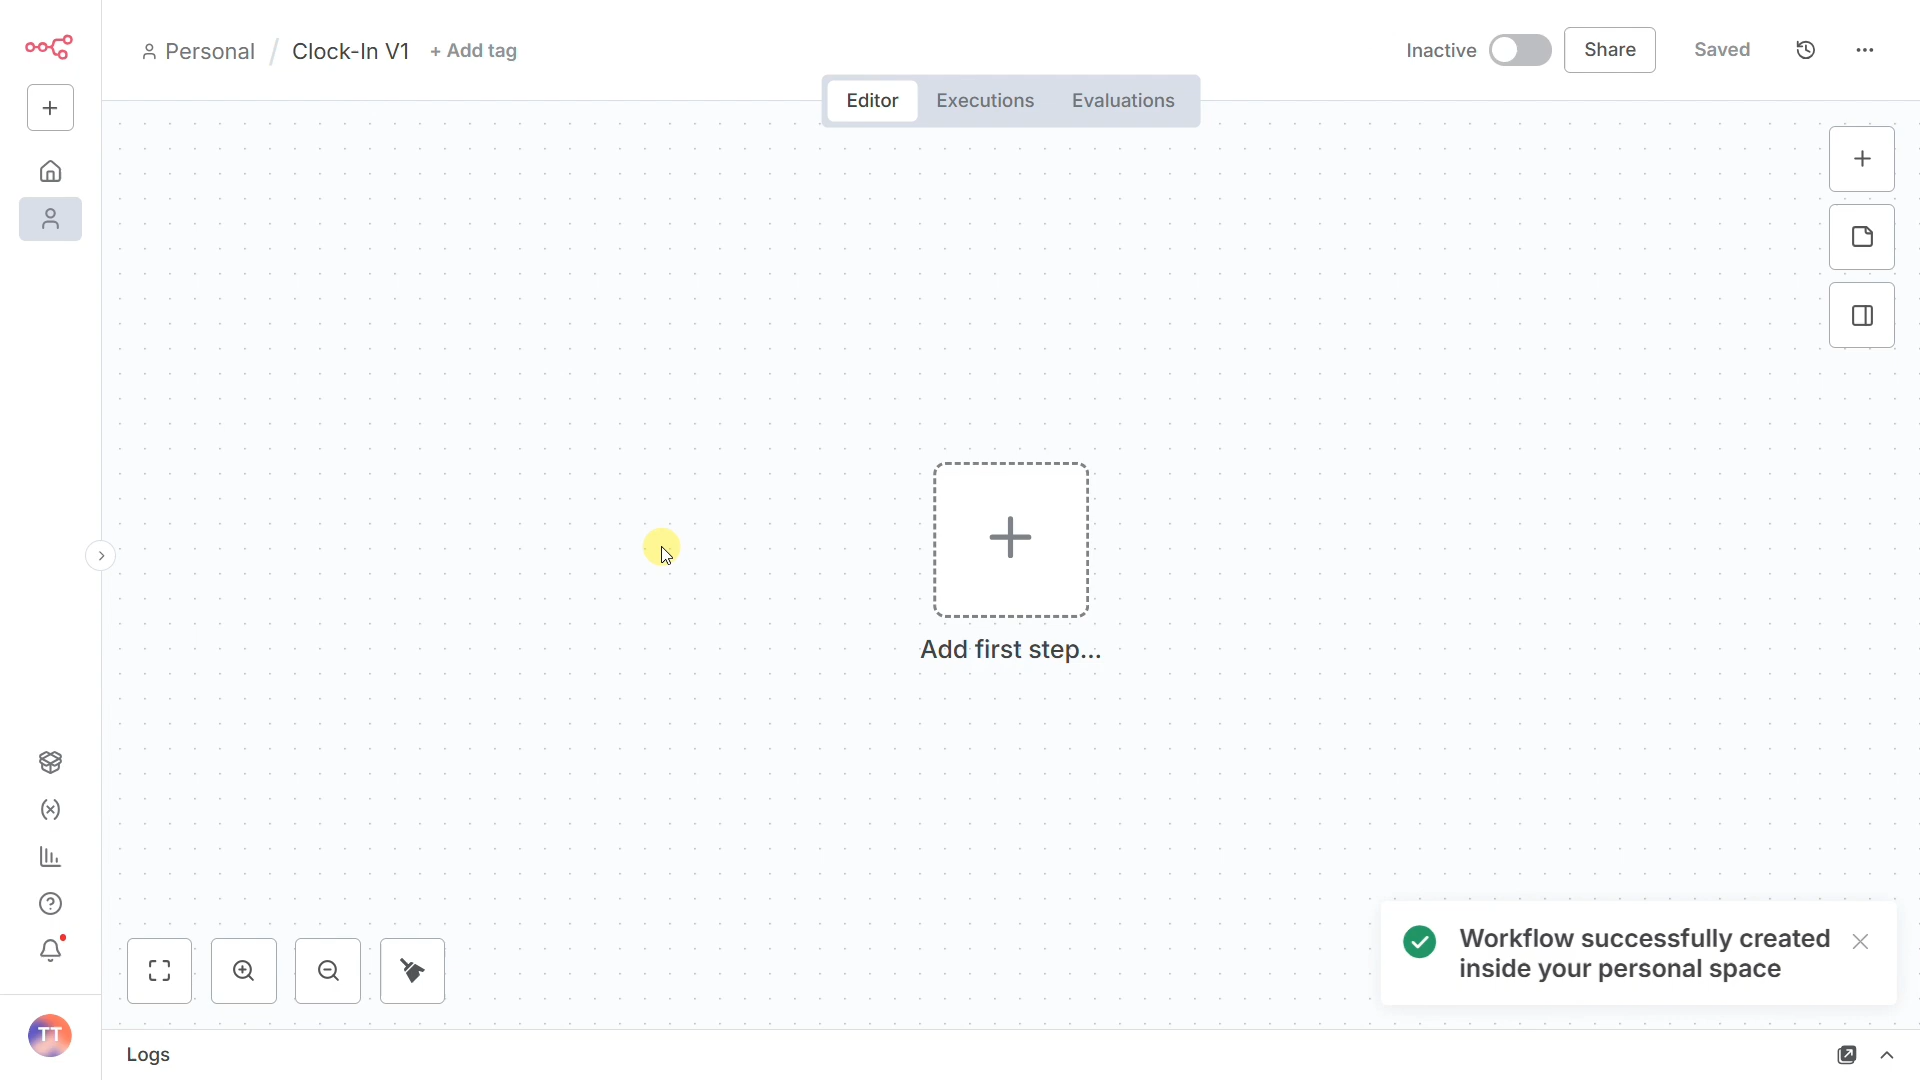 Personal / Clock-In V1 + Add tag
Inactive Share Saved
Editor Executions Evaluations
Add first step...
Workflow successfully created
inside your personal space
TT
Logs